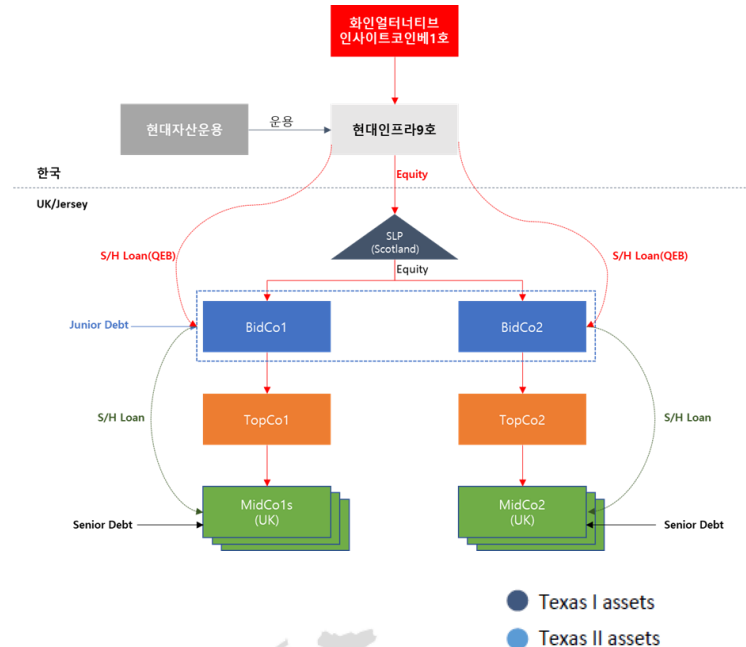 화인얼터너티브
인사이트코인베1호
현대자산운용
운용
현대인프라9호
한국
UK/Jersey
Equity
S/H Loan(QEB)
SLP
(Scotland)
S/H Loan(QEB)
Equity
Junior Debt
BidCo1
BidCo2
S/H Loan
TopCo1
TopCo2
S/H Loan
MidCo1s
(UK)
MidCo2
(UK)
Senior Debt
Senior Debt
Texas I assets
Texas II assets